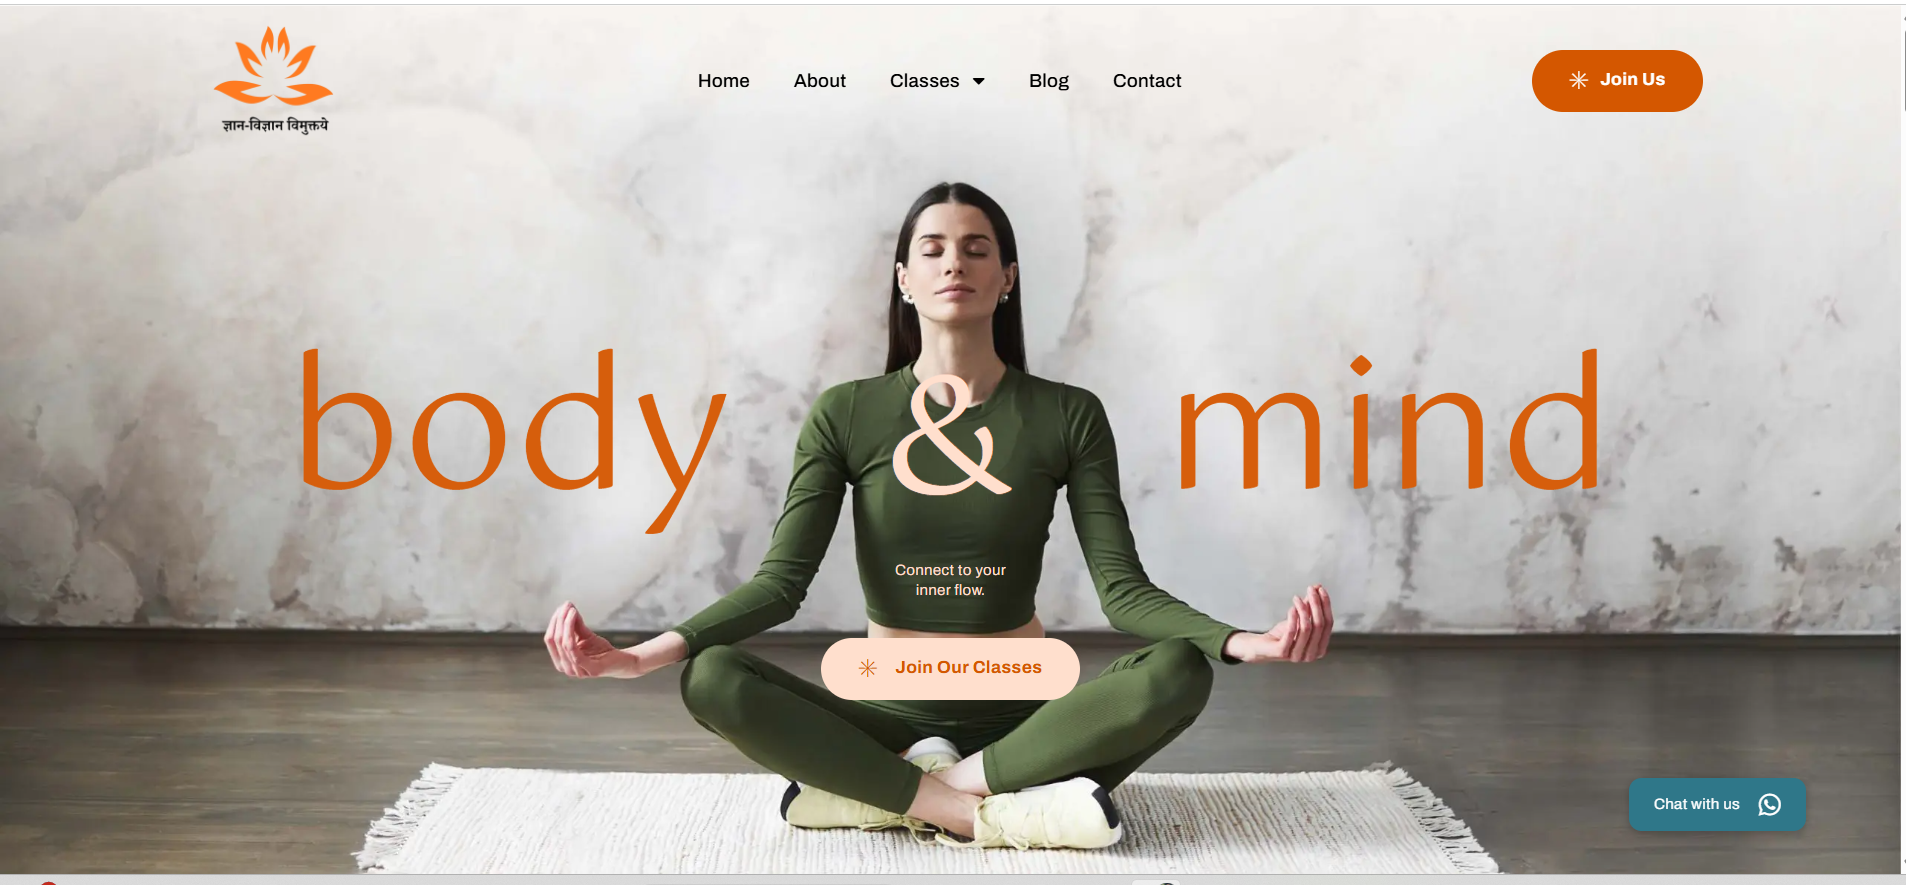 ज्ञान-विज्ञान विमुक्तये
Home
About
Classes
Blog
Contact
Join Us
body & mind
Connect to your
inner flow.
Join Our Classes
Chat with us